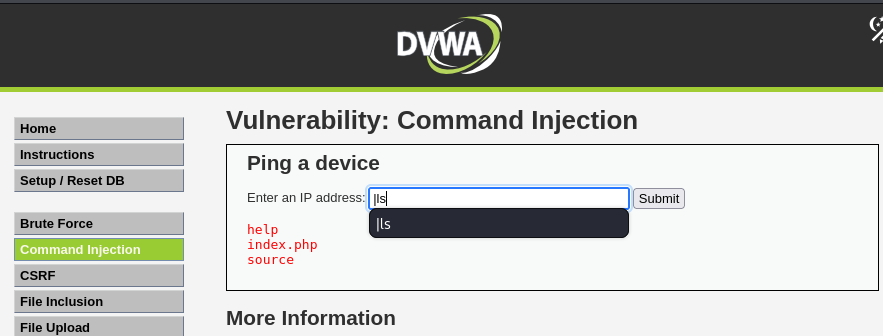 DVWA
Home
Instructions
Setup / Reset DB
Brute Force
Command Injection
CSRF
File Inclusion
File Upload
Vulnerability: Command Injection
Ping a device
Enter an IP address: |ls Submit
|ls
help
index.php
source
More Information